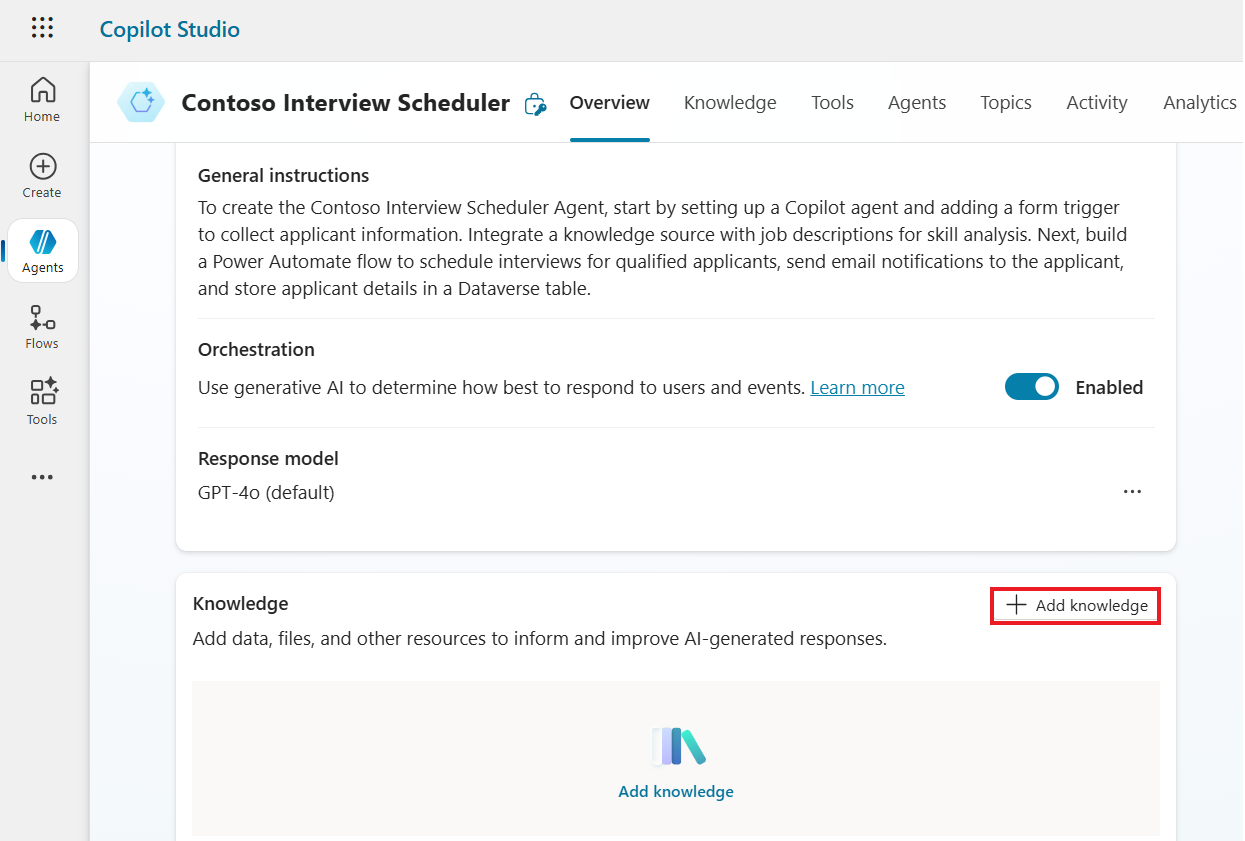 Copilot Studio
Home
Create
Agents
Flows
Tools
Contoso Interview Scheduler
Overview
Knowledge
Tools
Agents
Topics
Activity
Analytics
General instructions
To create the Contoso Interview Scheduler Agent, start by setting up a Copilot agent and adding a form trigger
to collect applicant information. Integrate a knowledge source with job descriptions for skill analysis. Next, build
a Power Automate flow to schedule interviews for qualified applicants, send email notifications to the applicant,
and store applicant details in a Dataverse table.
Orchestration
Use generative AI to determine how best to respond to users and events. Learn more
Enabled
Response model
GPT-4o (default)
Knowledge
Add knowledge
Add data, files, and other resources to inform and improve AI-generated responses.
Add knowledge